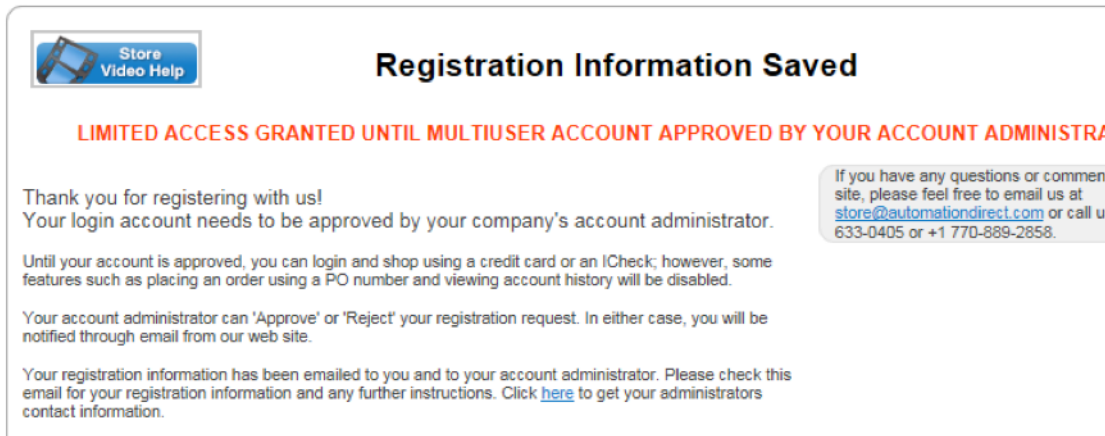 Store
Video Help
Registration Information Saved
LIMITED ACCESS GRANTED UNTIL MULTIUSER ACCOUNT APPROVED BY YOUR ACCOUNT ADMINISTRA
Thank you for registering with us!
Your login account needs to be approved by your company's account administrator.
If you have any questions or commen
site, please feel free to email us at
store@automationdirect.com or call u
633-0405 or +1 770-889-2858.
Until your account is approved, you can login and shop using a credit card or an ICheck; however, some
features such as placing an order using a PO number and viewing account history will be disabled.
Your account administrator can 'Approve' or 'Reject' your registration request. In either case, you will be
notified through email from our web site.
Your registration information has been emailed to you and to your account administrator. Please check this
email for your registration information and any further instructions. Click here to get your administrators
contact information.